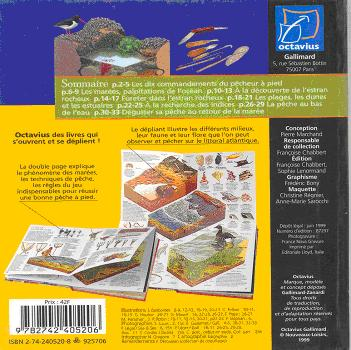 octavius
Gallimard
5, rue Sébastien Bottin
75007 Paris
Sommaire p.2-5 Les dix commandements du pêcheur à pied
p.6-9 Les marées, palpitations de l'océan. p.10-13 À la découverte de l'estran
rocheux p.14-17 Fureter dans l'estran rocheux p.18-21 Les plages, les dunes
et les estuaires p.22-25 À la recherche des indices p.26-29 La pêche au bas
de l'eau p.30-33 Déguster sa pêche au retour de la marée
Octavius des livres qui
s'ouvrent et se déplient !
Le dépliant illustre les différents milieux,
leur faune et leur flore que l'on peut
observer et pêcher sur le littoral atlantique.
La double page explique
le phénomène des marées,
les techniques de pêche,
les règles du jeu
indispensables pour réussir
une bonne pêche à pied.
Conception
Pierre Marchand
Responsable
de collection
Françoise Chabbert
Édition
Françoise Chabbert,
Sophie Lenormand
Graphisme
Frédéric Bony
Maquette
Christine Régnier,
Anne-Marie Sarocchi
Dépôt légal : juin 1999
Numéro d'édition : 87297
Photogravure :
France Nova Gravure
Imprimé par
Editoriale Lloyd, Italie
Octavius
Marque, modèle
et concept déposés
Gallimard-Zanardi
Tous droits
de traduction,
de reproduction,
et d'adaptation réservés
pour tous pays.
Octavius Gallimard
© Nouveaux-Loisirs,
1999
Prix : 42F
9 782742 405206
ISBN 2-74-240520-8 925706